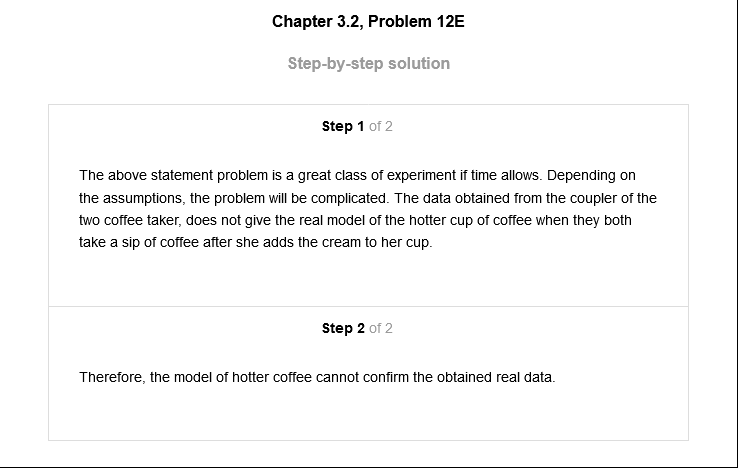 Chapter 3.2, Problem 12E
Step-by-step solution
Step 1 of 2
The above statement problem is a great class of experiment if time allows. Depending on
the assumptions, the problem will be complicated. The data obtained from the coupler of the
two coffee taker, does not give the real model of the hotter cup of coffee when they both
take a sip of coffee after she adds the cream to her cup.
Step 2 of 2
Therefore, the model of hotter coffee cannot confirm the obtained real data.